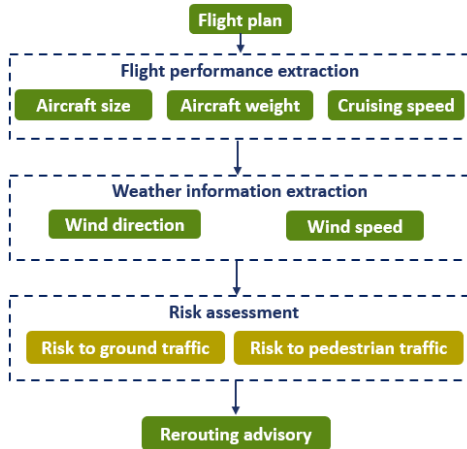 Flight plan
Flight performance extraction
Aircraft size
Aircraft weight
Cruising speed
Weather information extraction
Wind direction
Wind speed
Risk assessment
Risk to ground traffic
Risk to pedestrian traffic
Rerouting advisory